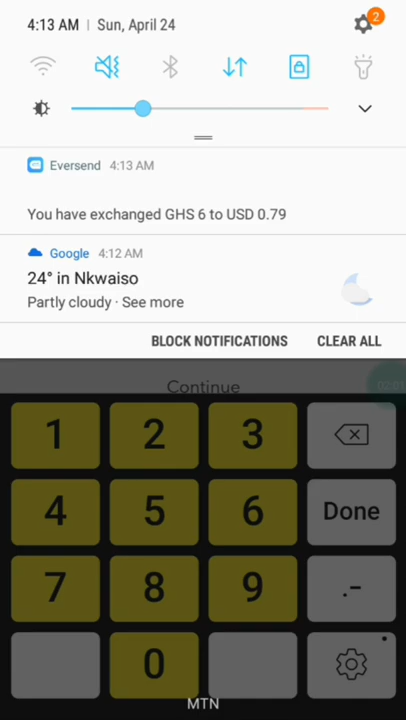 4:13 AM | Sun, April 24
2
Eversend 4:13 AM
You have exchanged GHS 6 to USD 0.79
Google 4:12 AM
24° in Nkwaiso
Partly cloudy · See more
BLOCK NOTIFICATIONS CLEAR ALL
Continue
1 2 3
4 5 6 Done
7 8 9 .-
0
MTN